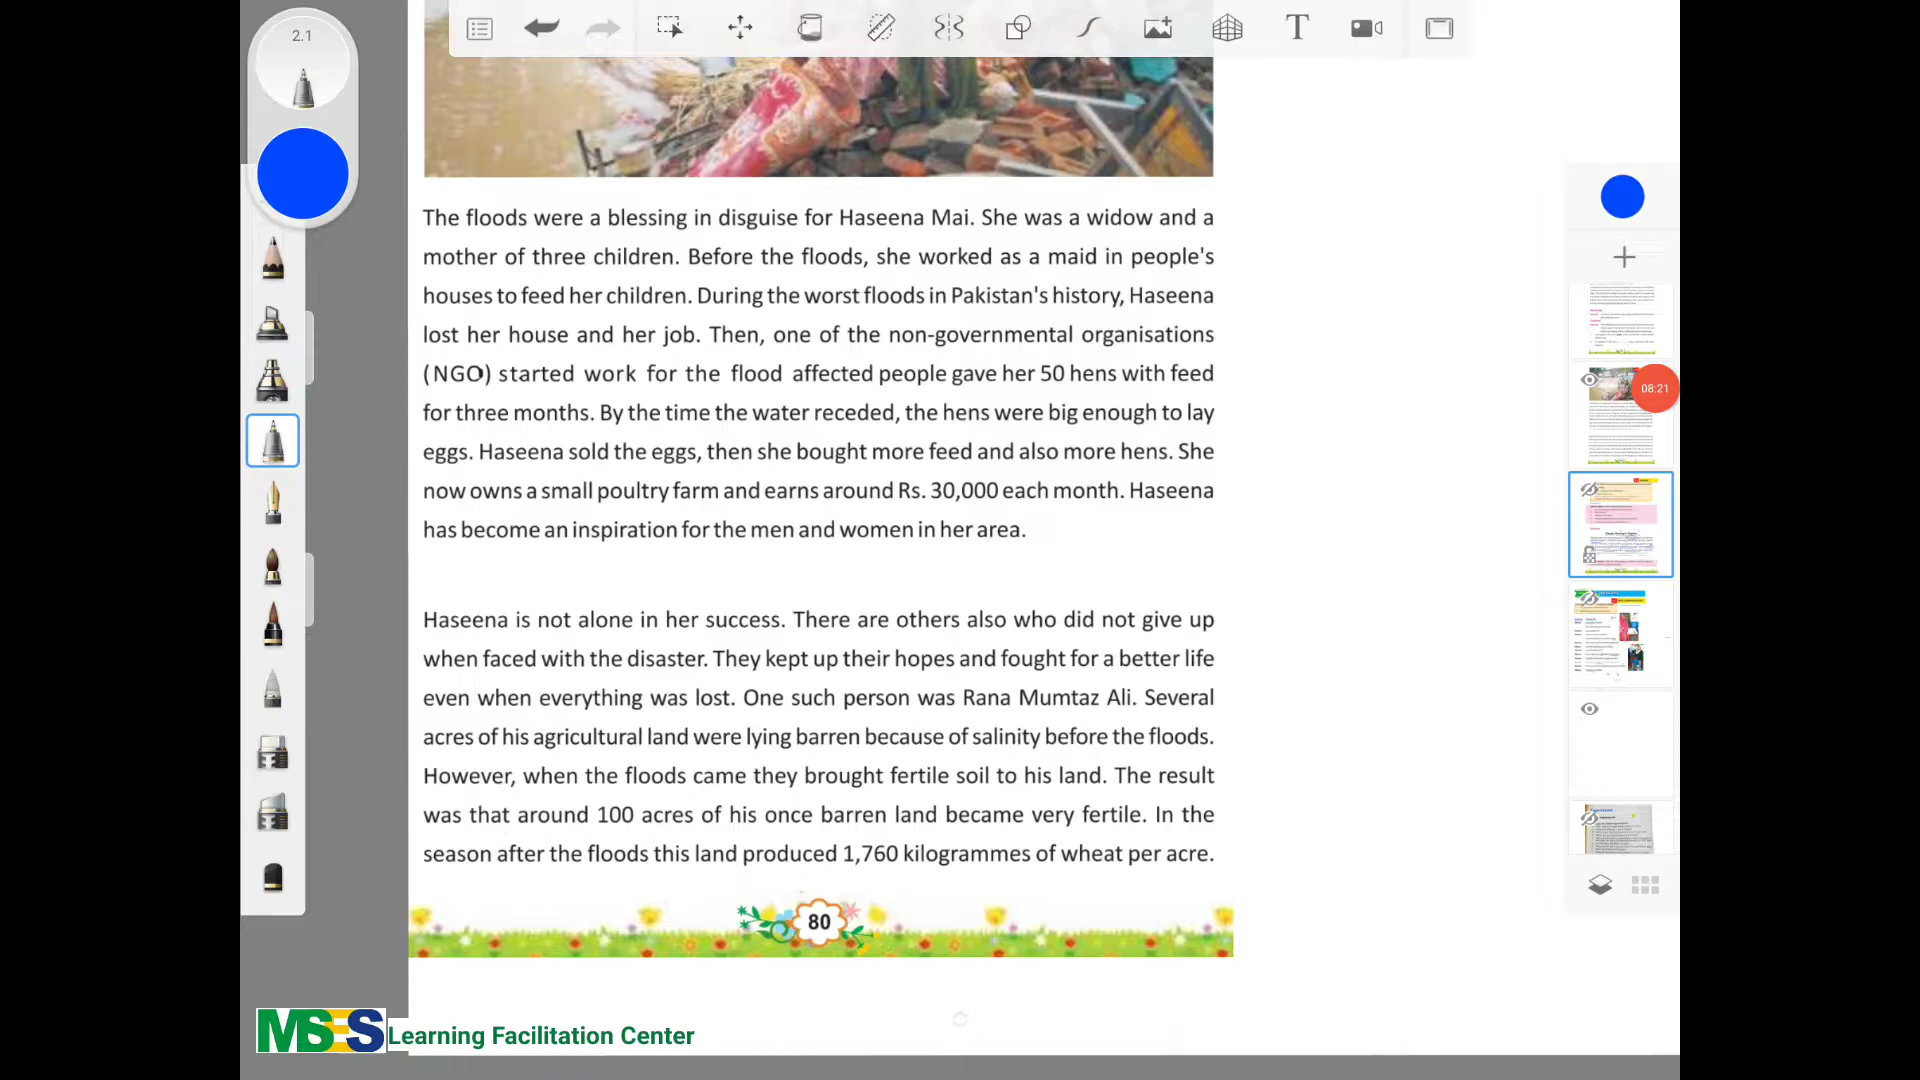 2.1
T
The floods were a blessing in disguise for Haseena Mai. She was a widow and a
mother of three children. Before the floods, she worked as a maid in people's
houses to feed her children. During the worst floods in Pakistan's history, Haseena
lost her house and her job. Then, one of the non-governmental organisations
(NGO) started work for the flood affected people gave her 50 hens with feed
for three months. By the time the water receded, the hens were big enough to lay
eggs. Haseena sold the eggs, then she bought more feed and also more hens. She
now owns a small poultry farm and earns around Rs. 30,000 each month. Haseena
has become an inspiration for the men and women in her area.
Haseena is not alone in her success. There are others also who did not give up
when faced with the disaster. They kept up their hopes and fought for a better life
even when everything was lost. One such person was Rana Mumtaz Ali. Several
acres of his agricultural land were lying barren because of salinity before the floods.
However, when the floods came they brought fertile soil to his land. The result
was that around 100 acres of his once barren land became very fertile. In the
season after the floods this land produced 1,760 kilogrammes of wheat per acre.
80
08:21
MSES Learning Facilitation Center